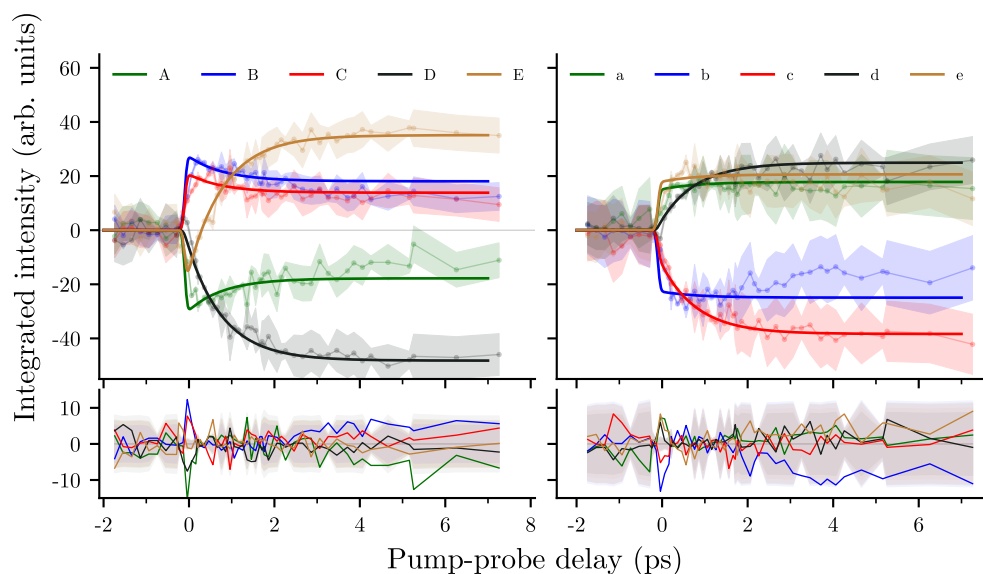 Integrated intensity (arb. units)
A B C D E
a b c d e
60
40
20
0
-20
-40
10
0
-10
-2 0 2 4 6 8
-2 0 2 4 6
Pump-probe delay (ps)